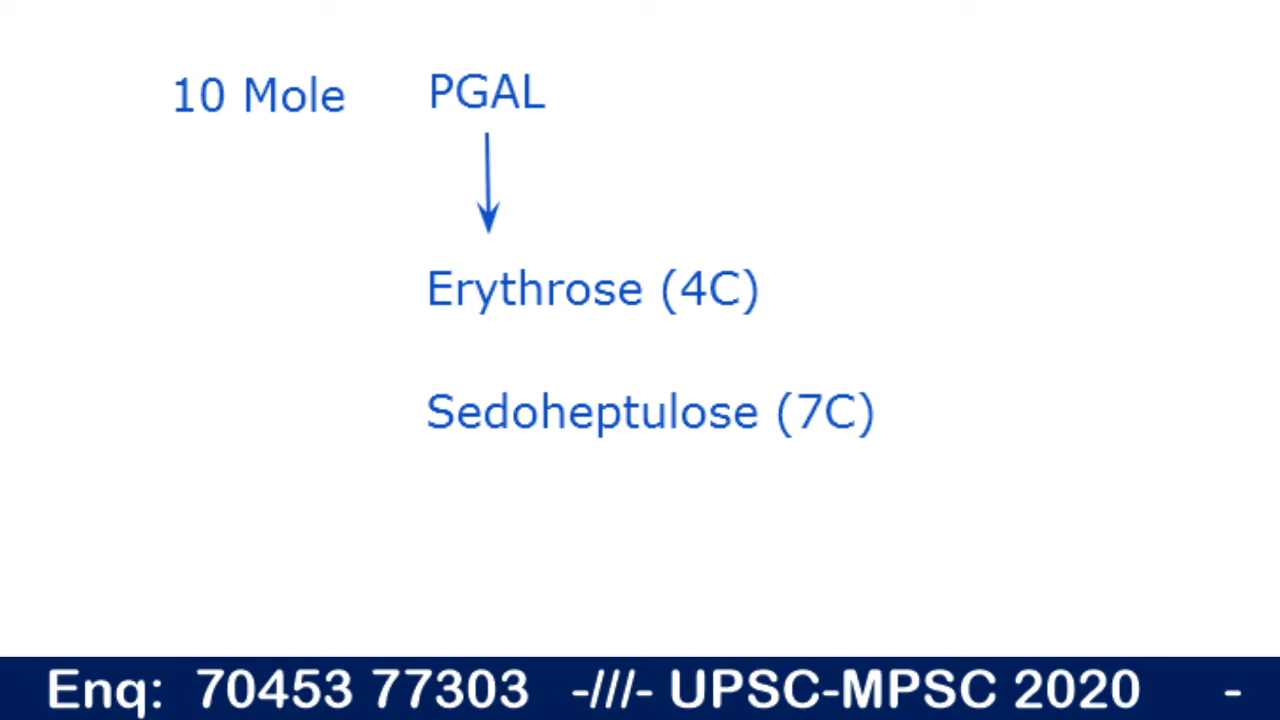 10 Mole PGAL
Erythrose (4C)
Sedoheptulose (7C)
Enq: 70453 77303 -///- UPSC-MPSC 2020 -